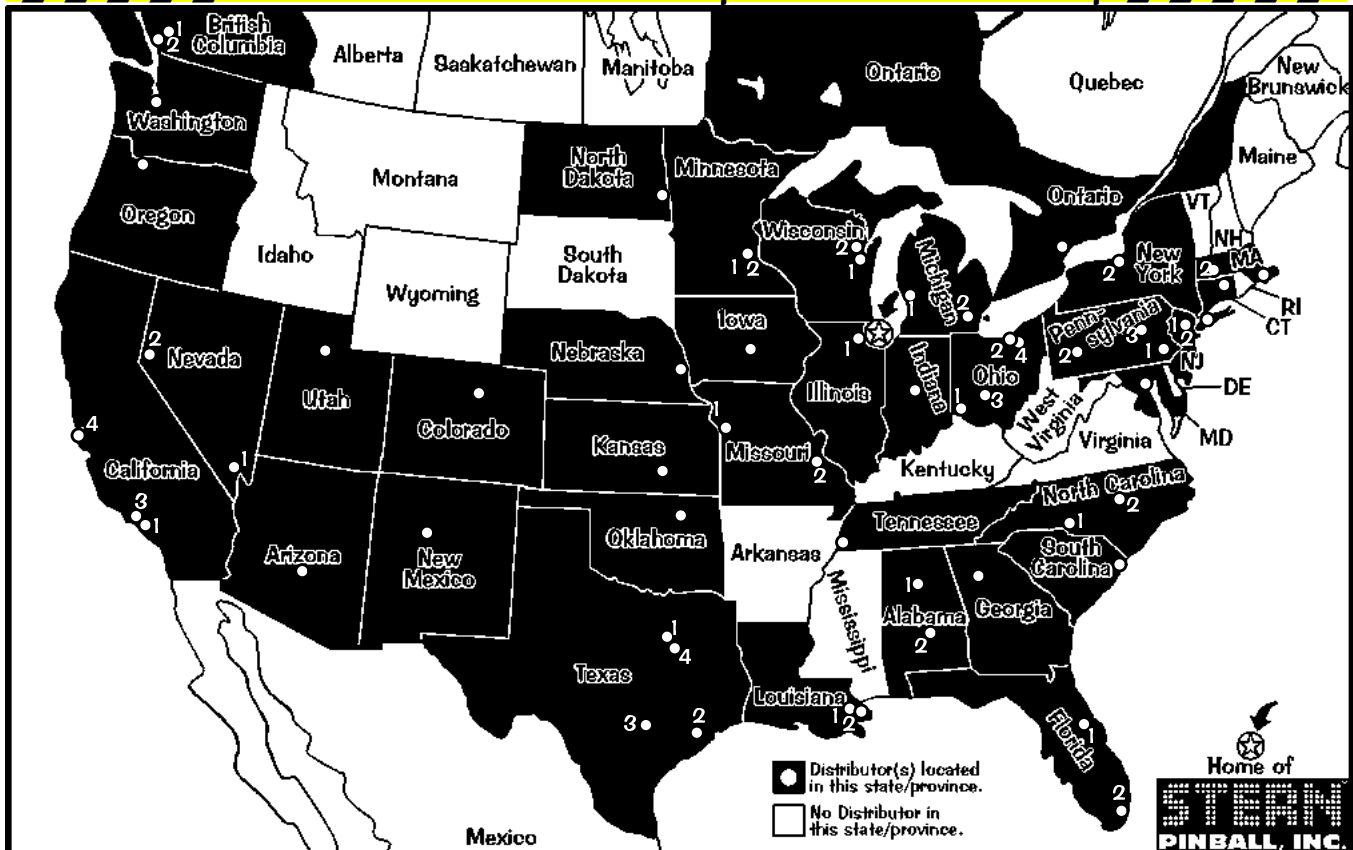 1
2
British
Columbia
Alberta
Saskatchewan
Manitoba
Ontario
Quebec
New
Brunswick
Washington
Montana
North
Dakota
Minnesota
Maine
Oregon
Idaho
South
Dakota
Wisconsin
2
1
1 2
Michigan
1
2
Ontario
VT
NH
MA
2
New
York
2
RI
CT
Wyoming
Iowa
Nebraska
1
Illinois
Indiana
2
4
Ohio
1
3
Penn-
sylvania
2
3
1
1
2
NJ
DE
MD
2
Nevada
1
Utah
Colorado
Kansas
1
Missouri
2
Kentucky
West
Virginia
Virginia
4
California
3
1
Arizona
New
Mexico
Oklahoma
Arkansas
Tennessee
North Carolina
2
1
South
Carolina
Mississippi
1
Alabama
2
Georgia
Texas
1
4
3
2
Louisiana
1
2
Florida
1
2
Mexico
Distributor(s) located
in this state/province.
No Distributor in
this state/province.
Home of
STERN
PINBALL, INC.